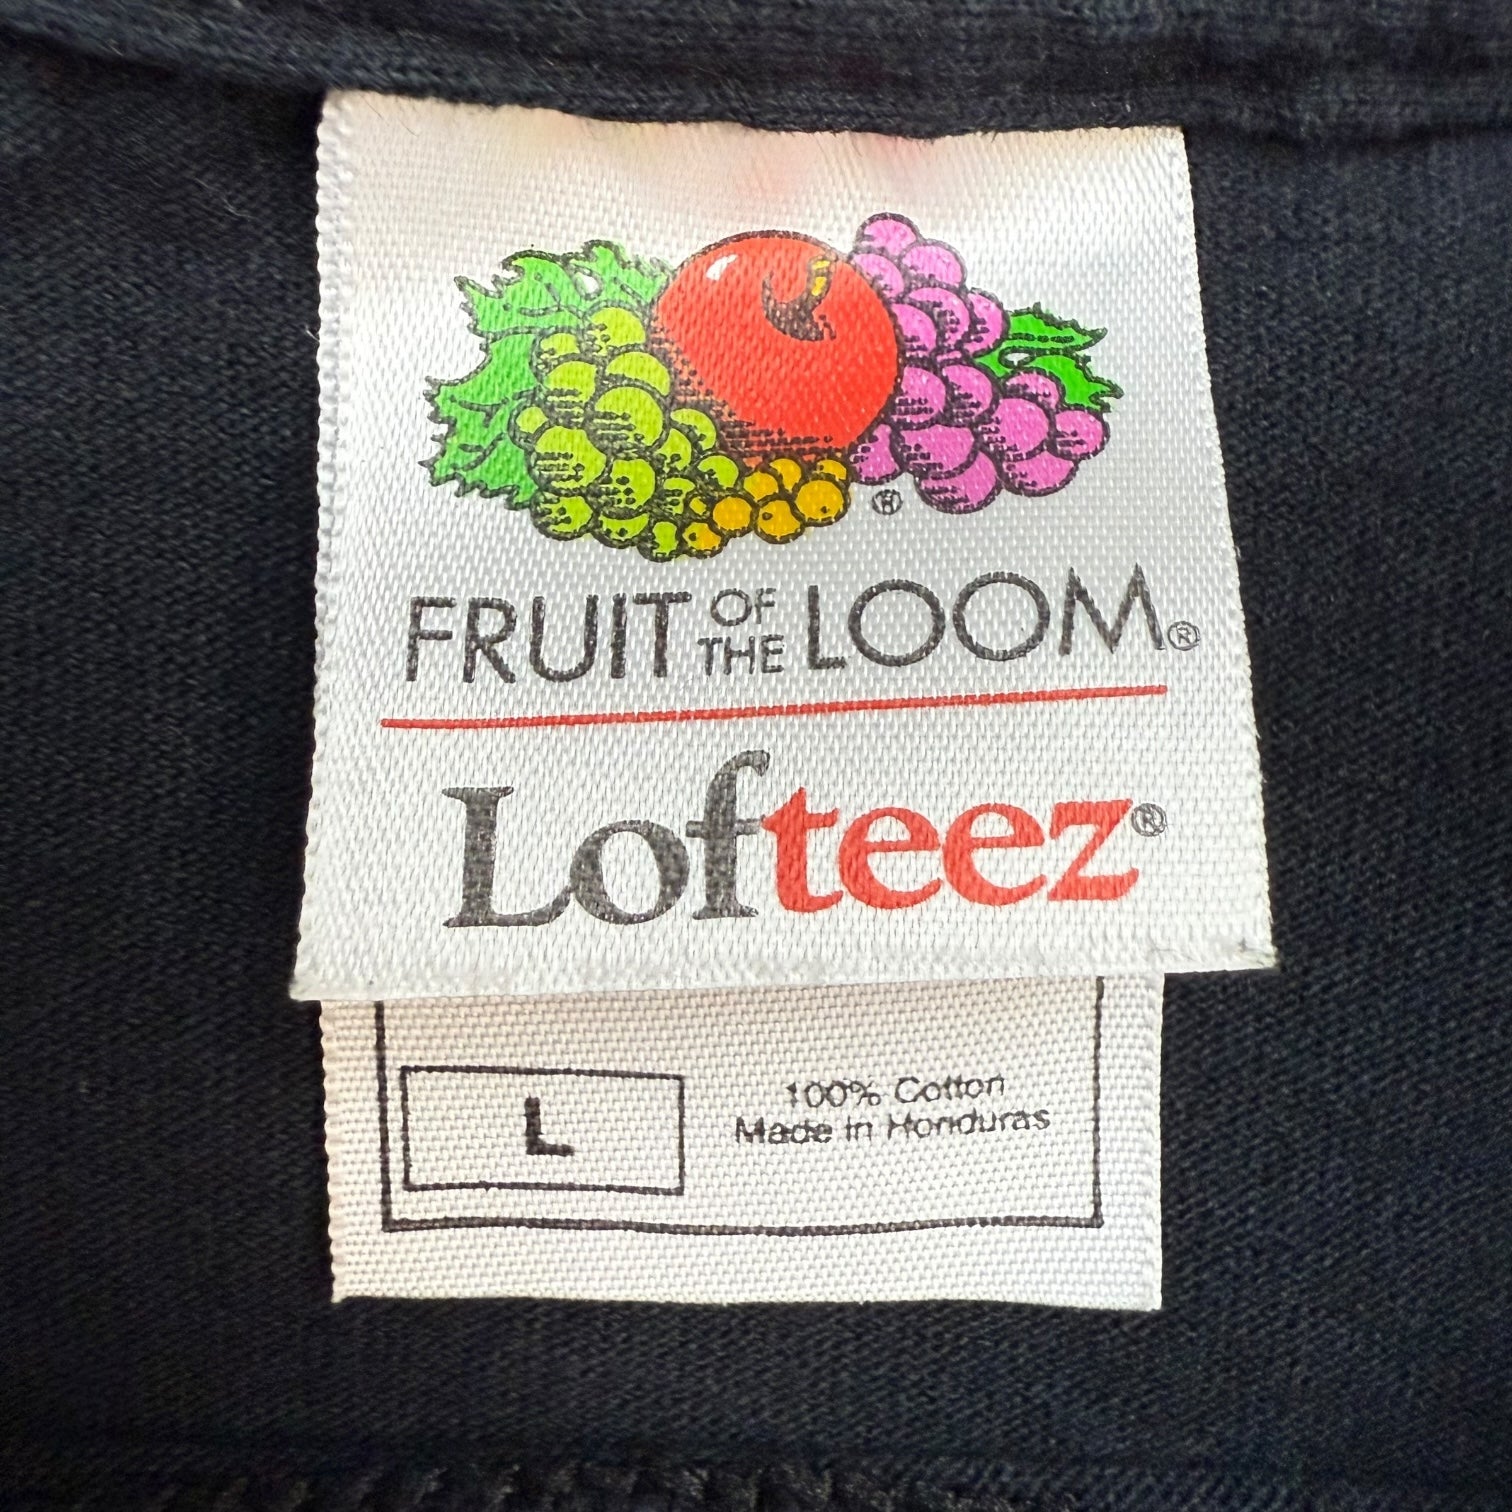 ®
FRUIT OF THE LOOM®
Lofteez®
L
100% Cotton
Made in Honduras